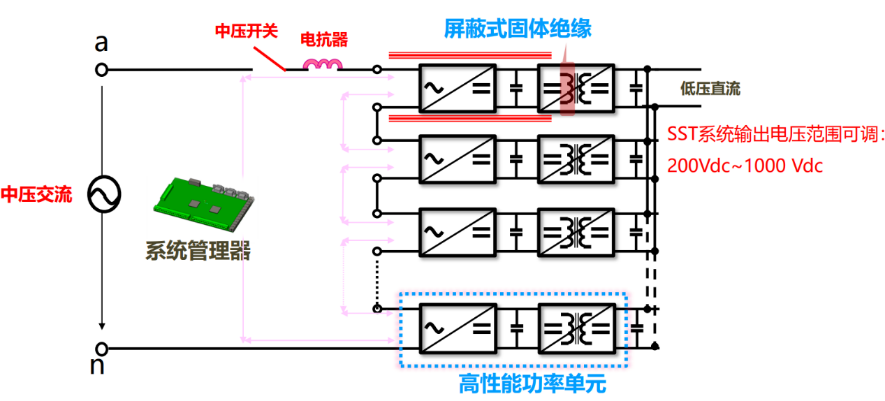 中压开关
电抗器
屏蔽式固体绝缘
a
低压直流
SST系统输出电压范围可调：
200Vdc~1000 Vdc
中压交流
系统管理器
n
高性能功率单元